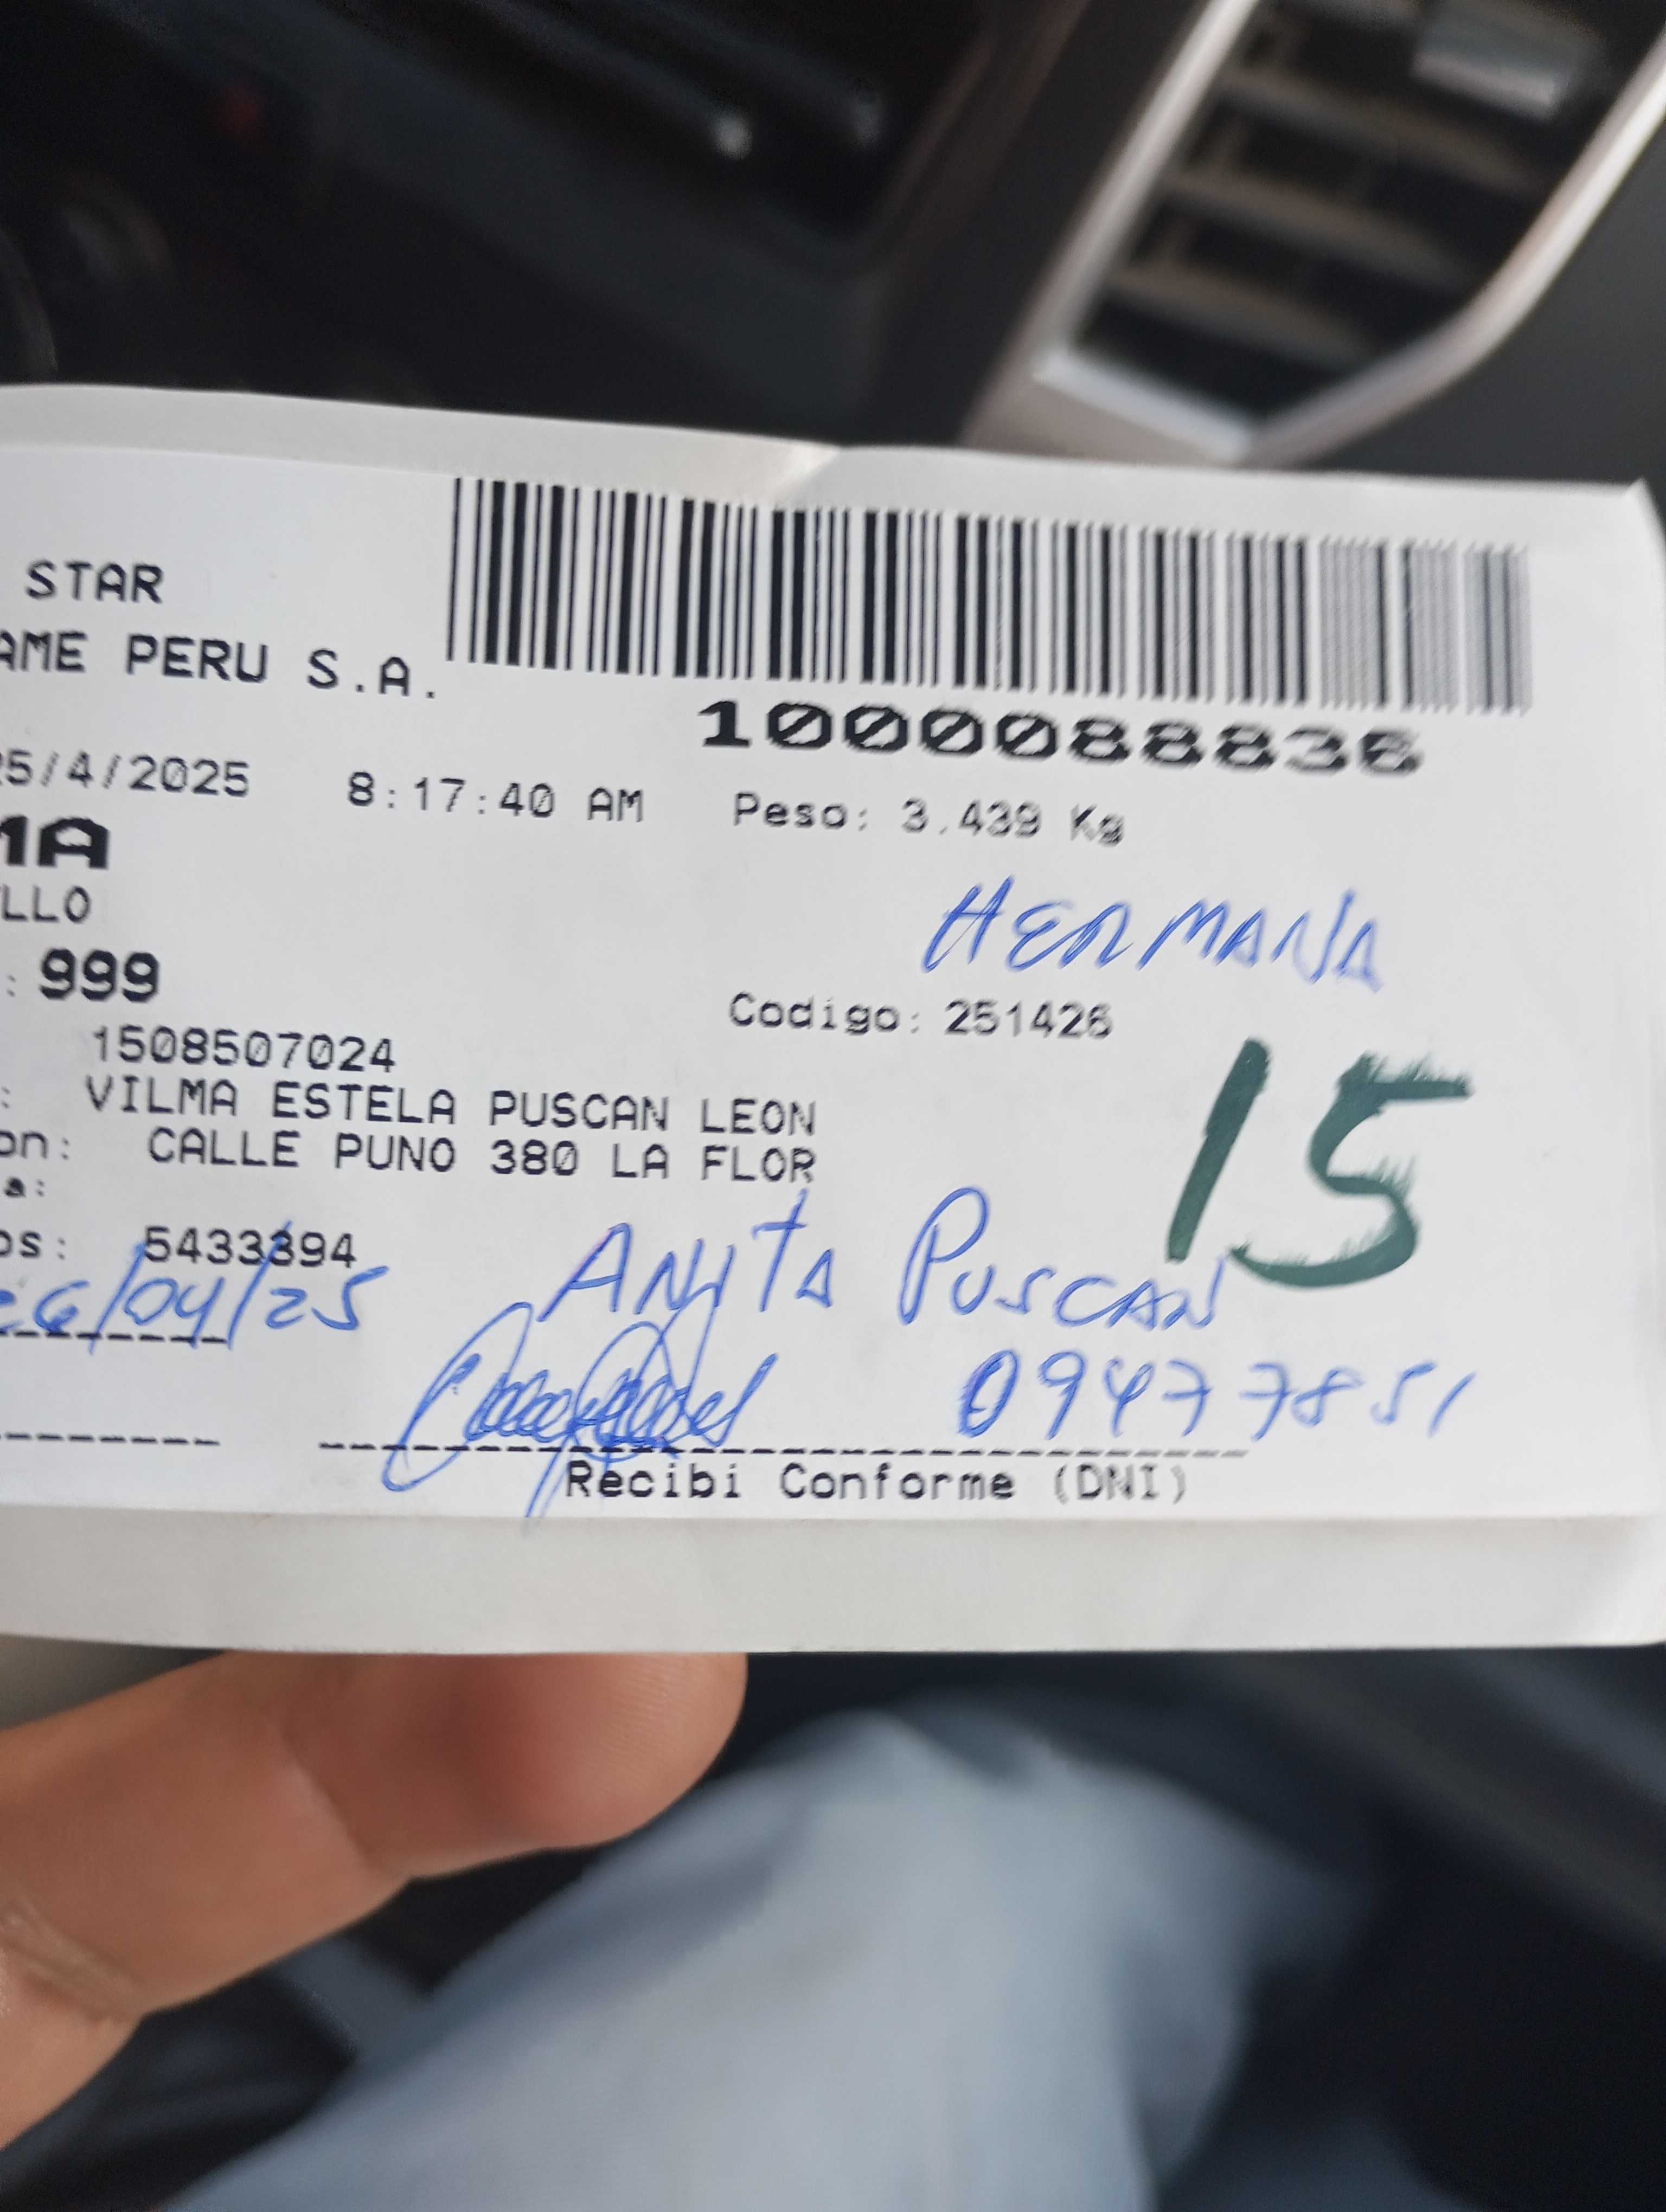 STAR
AME PERU S.A.
1000088836
25/4/2025 8:17:40 AM Peso: 3.439 Kg
MA
LLO
HERMANA
: 999
Codigo: 251426
1508507024
: VILMA ESTELA PUSCAN LEON
on: CALLE PUNO 380 LA FLOR
a:
15
os: 5433394
26/04/25 ANITA PUSCAN
09477851
Recibi Conforme (DNI)